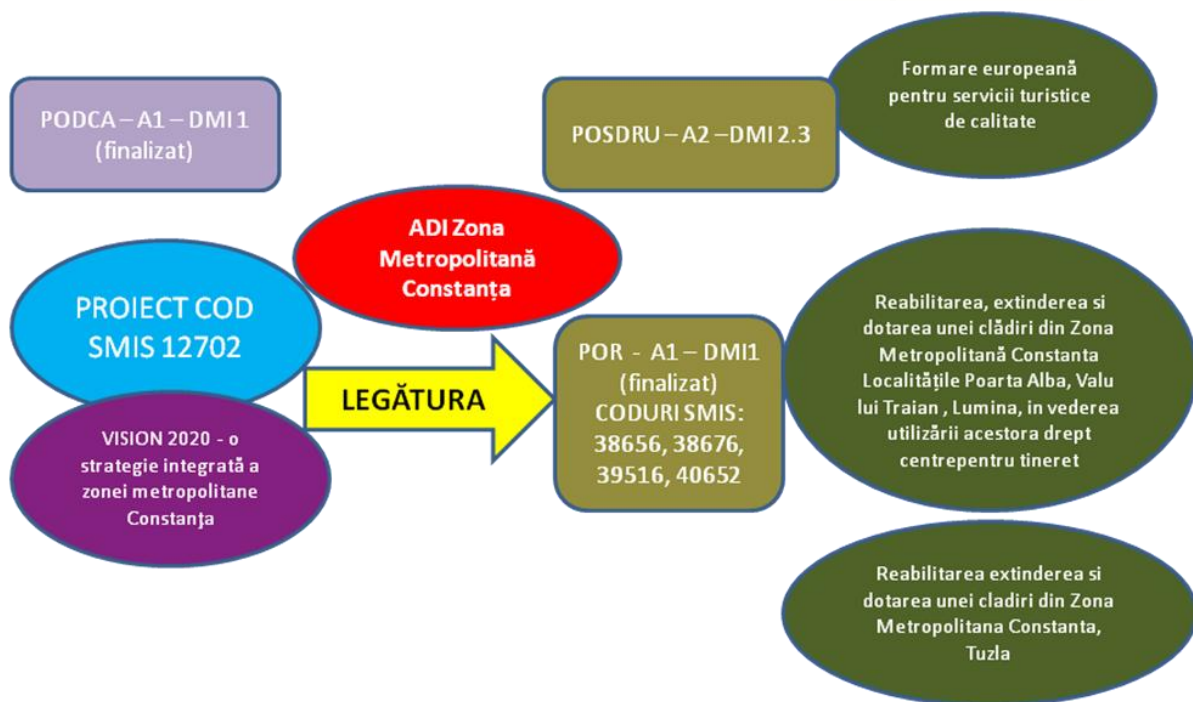 PODCA – A1 – DMI 1
(finalizat)
POSDRU – A2 –DMI 2.3
Formare europeană
pentru servicii turistice
de calitate
ADI Zona
Metropolitană
Constanța
PROIECT COD
SMIS 12702
VISION 2020 - o
strategie integrată a
zonei metropolitane
Constanţa
LEGĂTURA
POR - A1 – DMI1
(finalizat)
CODURI SMIS:
38656, 38676,
39516, 40652
Reabilitarea, extinderea si
dotarea unei clădiri din Zona
Metropolitană Constanta
Localitățile Poarta Alba, Valu
lui Traian , Lumina, in vederea
utilizării acestora drept
centrepentru tineret
Reabilitarea extinderea si
dotarea unei cladiri din Zona
Metropolitana Constanta,
Tuzla